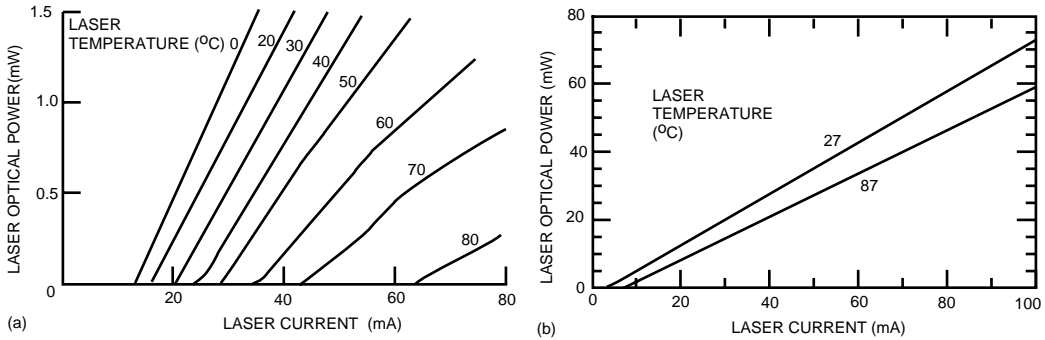 LASER
TEMPERATURE (ºC) 0
20
30
40
50
60
70
80
LASER OPTICAL POWER(mW)
1.5
1.0
0.5
0
20
40
60
80
LASER CURRENT (mA)
(a)
80
60
40
20
0
LASER OPTICAL POWER (mW)
LASER
TEMPERATURE
(ºC)
27
87
0
20
40
60
80
100
LASER CURRENT (mA)
(b)